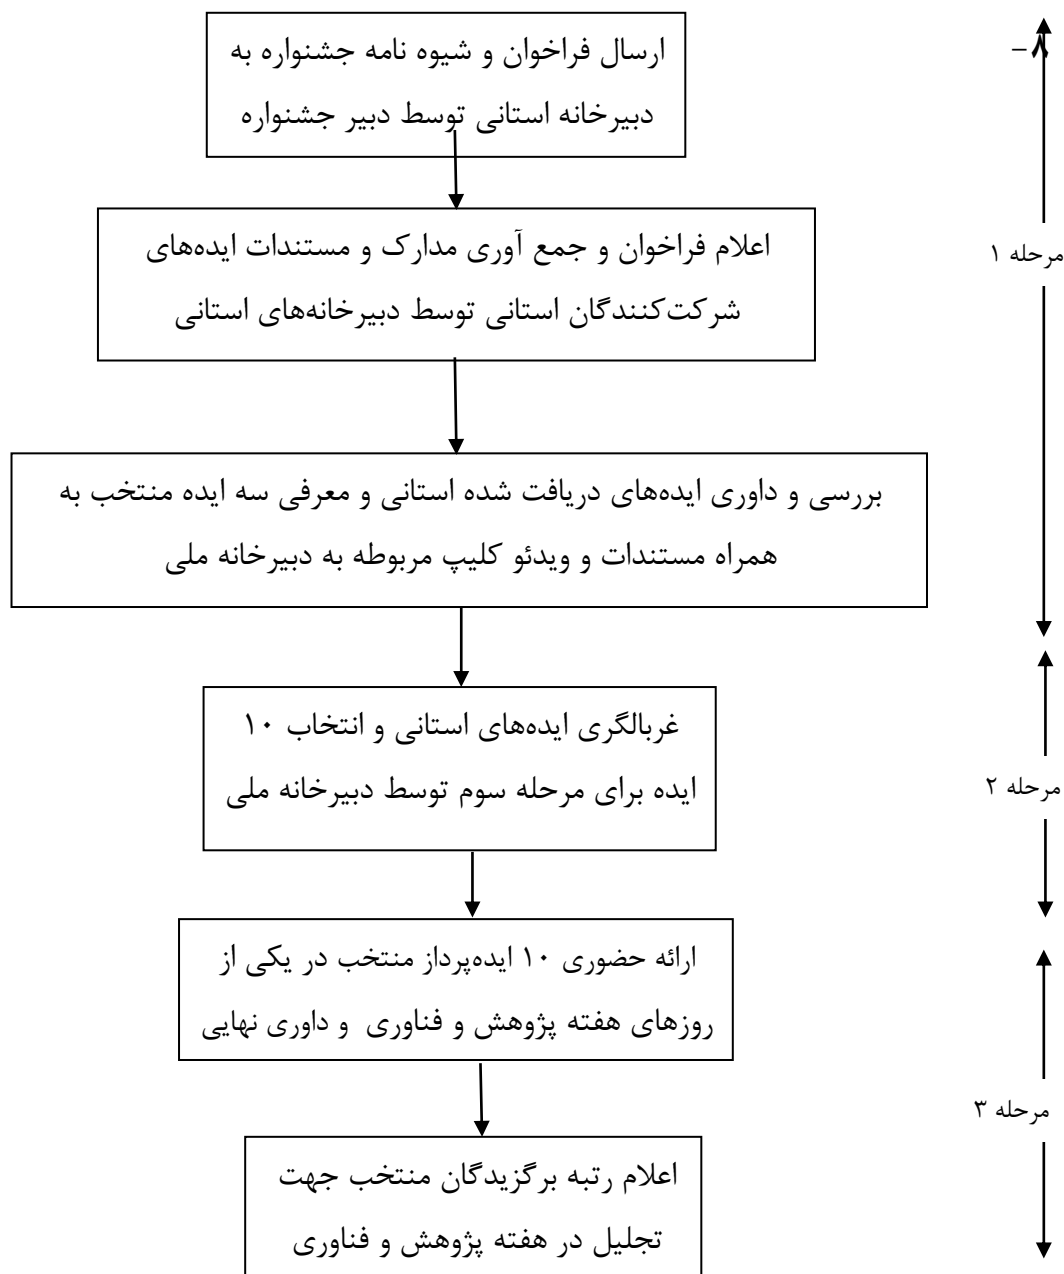 ۸-
ارسال فراخوان و شیوه نامه جشنواره به
دبیرخانه استانی توسط دبیر جشنواره
اعلام فراخوان و جمع آوری مدارک و مستندات ایده‌های
شرکت‌کنندگان استانی توسط دبیرخانه‌های استانی
مرحله ۱
بررسی و داوری ایده‌های دریافت شده استانی و معرفی سه ایده منتخب به
همراه مستندات و ویدئو کلیپ مربوطه به دبیرخانه ملی
غربالگری ایده‌های استانی و انتخاب ۱۰
ایده برای مرحله سوم توسط دبیرخانه ملی
مرحله ۲
ارائه حضوری ۱۰ ایده‌پرداز منتخب در یکی از
روزهای هفته پژوهش و فناوری و داوری نهایی
مرحله ۳
اعلام رتبه برگزیدگان منتخب جهت
تجلیل در هفته پژوهش و فناوری